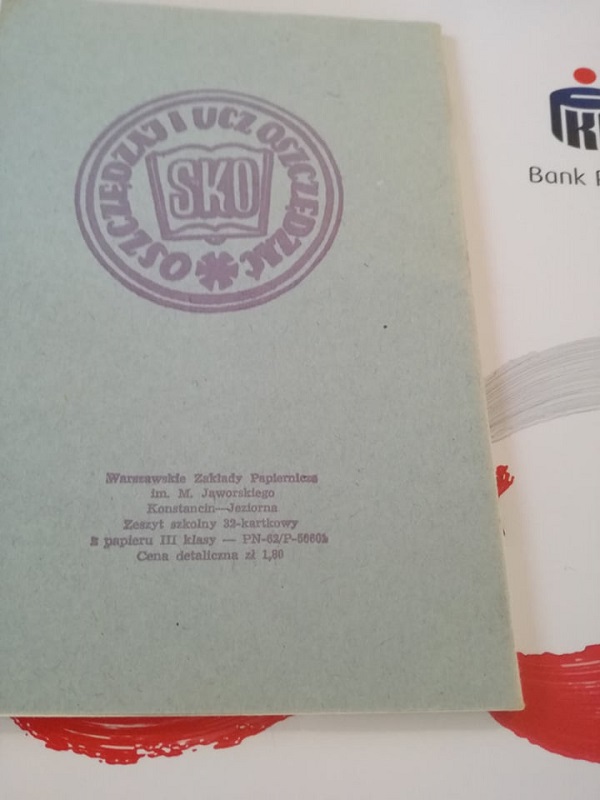 OSZCZĘDZAJ I UCZ OSZCZĘDZAĆ
SKO
Warszawskie Zakłady Papiernicze
im. M. Jaworskiego
Konstancin—Jeziorna
Zeszyt szkolny 32-kartkowy
z papieru III klasy — PN-62/P-56602
Cena detaliczna zł 1,80
Bank